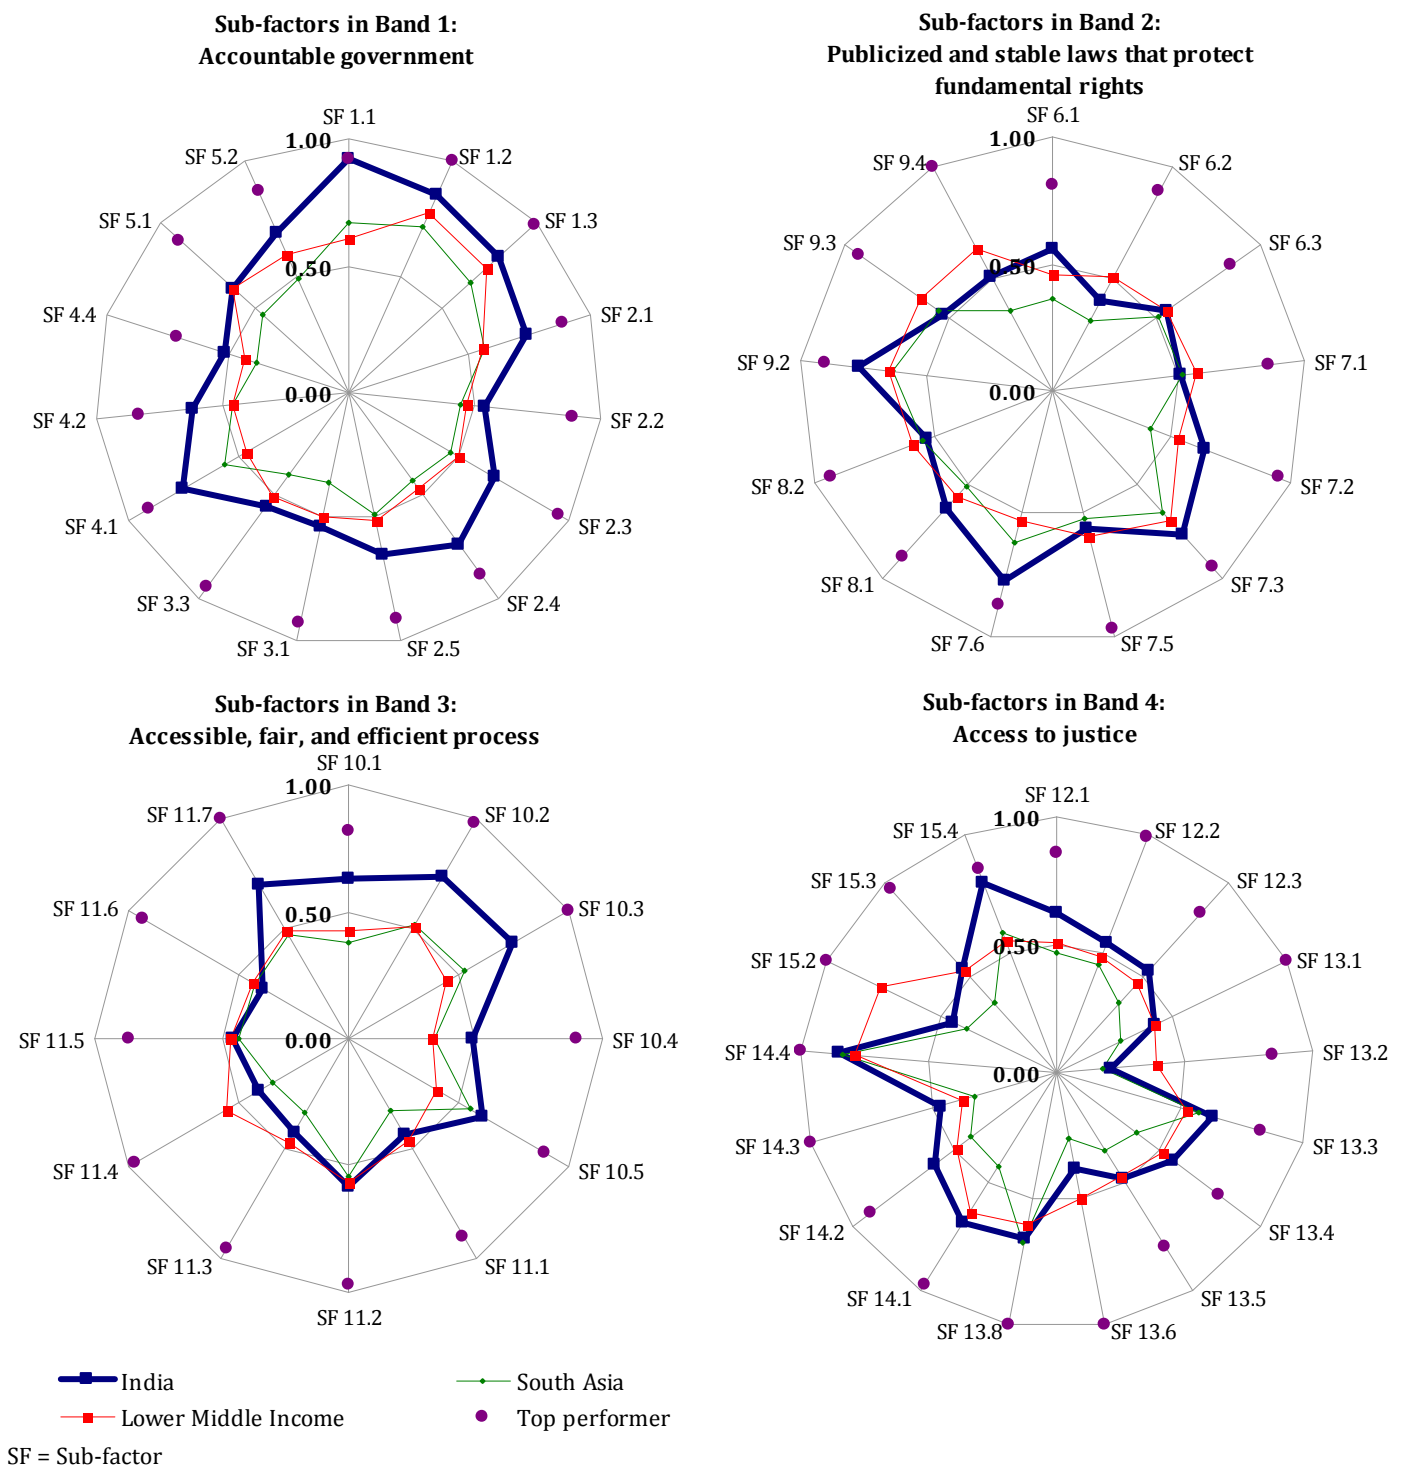 Sub-factors in Band 1:
Accountable government
SF 1.1
1.00
SF 1.2
SF 5.2
SF 1.3
SF 5.1
0.50
SF 2.1
SF 4.4
0.00
SF 2.2
SF 4.2
SF 2.3
SF 4.1
SF 2.4
SF 3.3
SF 2.5
SF 3.1
Sub-factors in Band 2:
Publicized and stable laws that protect
fundamental rights
SF 6.1
1.00
SF 6.2
SF 9.4
SF 6.3
SF 9.3
0.50
SF 7.1
SF 9.2
0.00
SF 7.2
SF 8.2
SF 7.3
SF 8.1
SF 7.5
SF 7.6
Sub-factors in Band 3:
Accessible, fair, and efficient process
SF 10.1
1.00
SF 10.2
SF 11.7
SF 10.3
SF 11.6
0.50
SF 10.4
SF 11.5
0.00
SF 10.5
SF 11.4
SF 11.1
SF 11.3
SF 11.2
Sub-factors in Band 4:
Access to justice
SF 12.1
1.00
SF 12.2
SF 15.4
SF 12.3
SF 15.3
0.50
SF 13.1
SF 15.2
SF 13.2
SF 14.4
0.00
SF 13.3
SF 14.3
SF 13.4
SF 14.2
SF 13.5
SF 14.1
SF 13.6
SF 13.8
India
South Asia
Lower Middle Income
Top performer
SF = Sub-factor